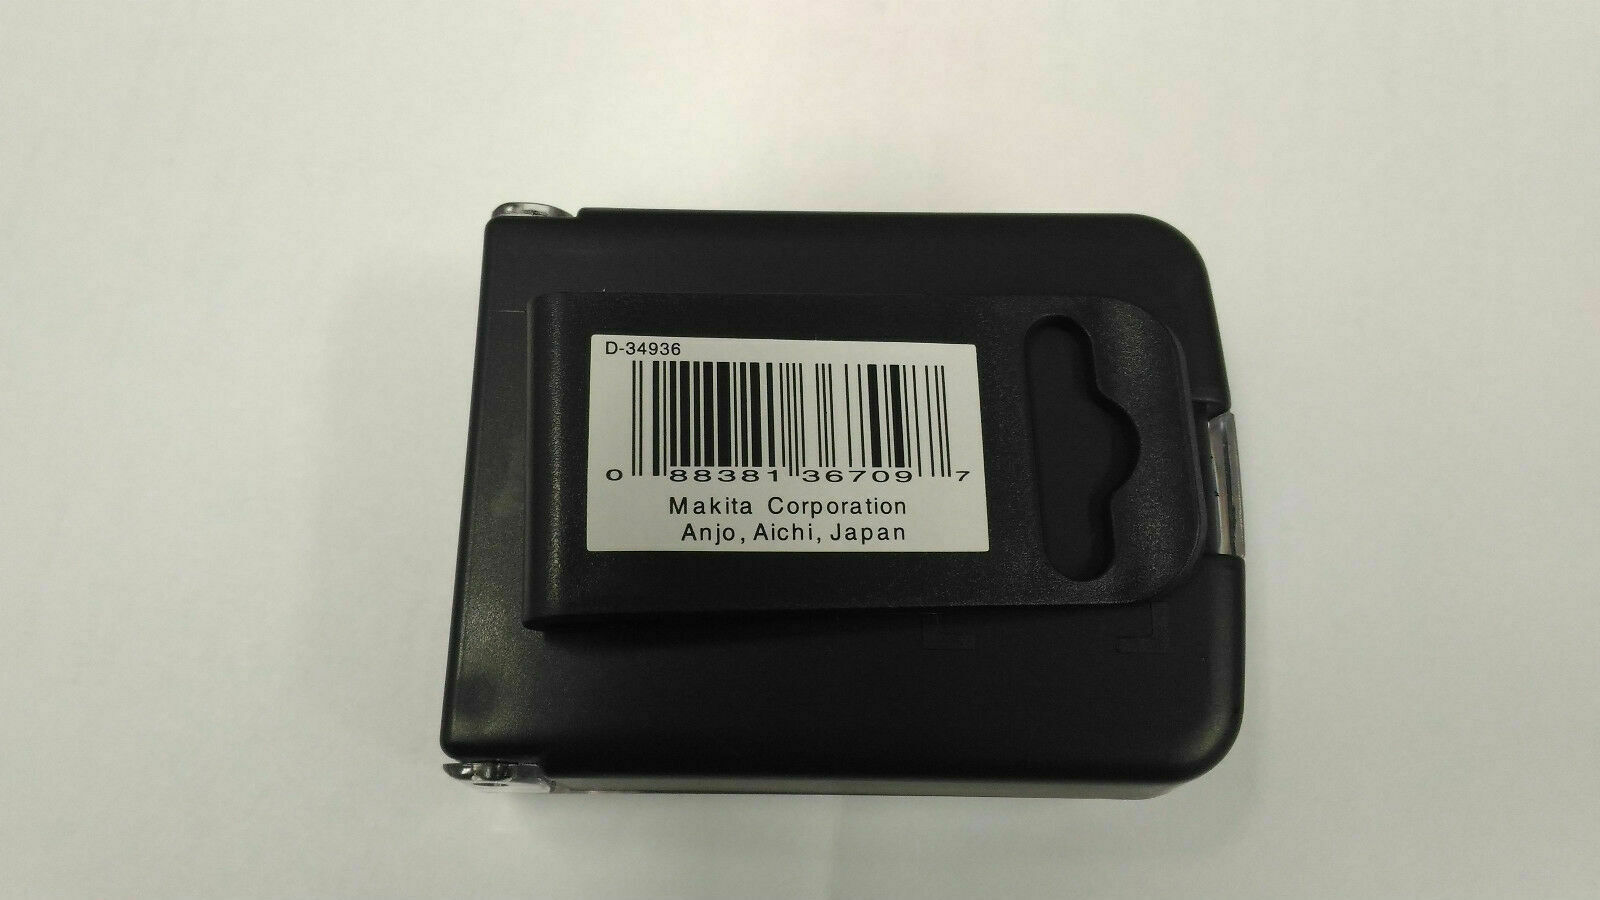 D-34936
0 88381 36709 7
Makita Corporation
Anjo, Aichi, Japan